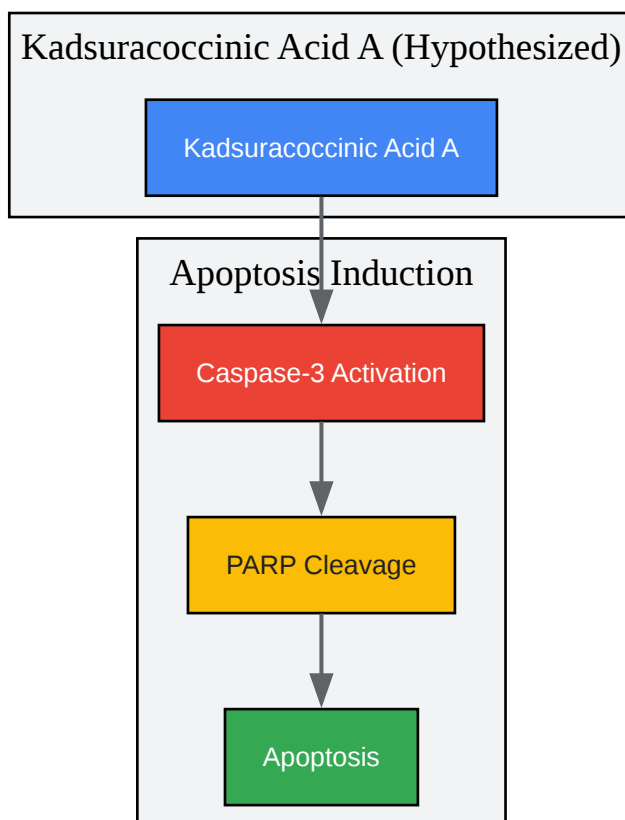 Kadsuracoccinic Acid A (Hypothesized)
Kadsuracoccinic Acid A
Apoptosis Induction
Caspase-3 Activation
PARP Cleavage
Apoptosis